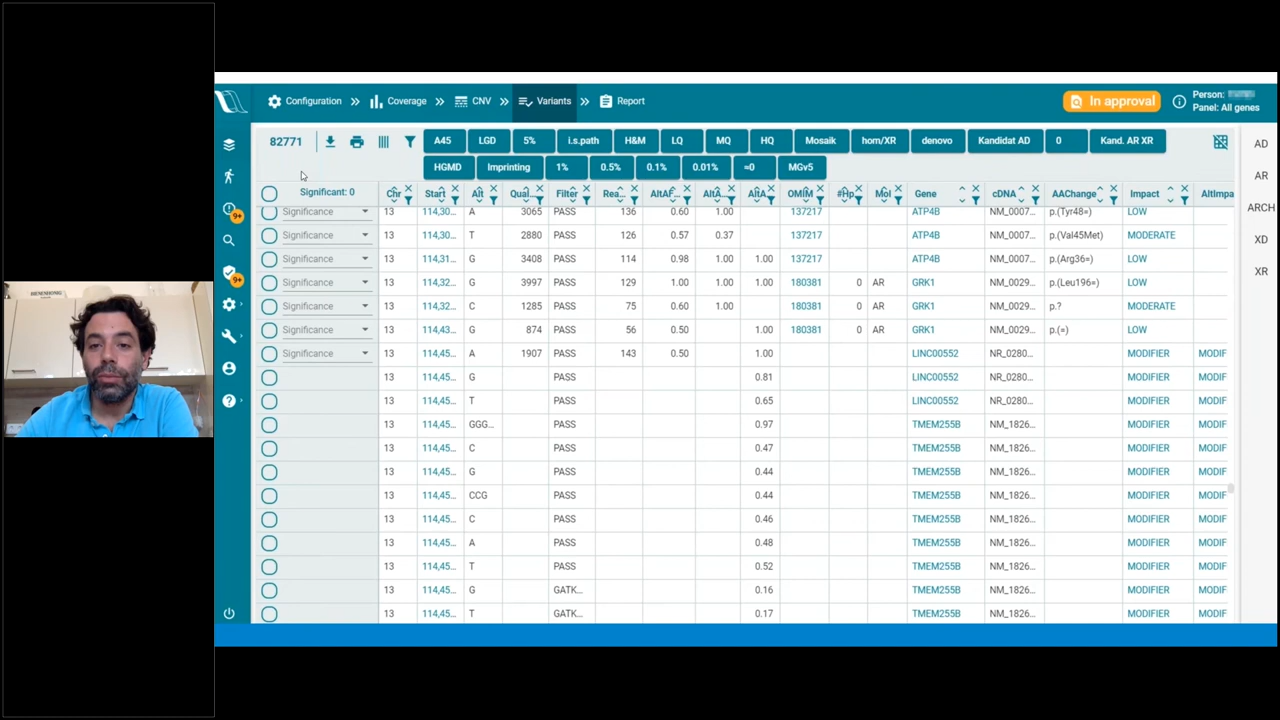 Configuration » Coverage » CNV » Variants » Report In approval Person:
Panel: All genes
82771 A45 LGD 5% i.s.path H&M LQ MQ HQ Mosaik hom/XR denovo Kandidat AD 0 Kand. AR XR AD
HGMD Imprinting 1% 0.5% 0.1% 0.01% ≈0 MGv5 AR
Significant: 0 Chr Start Alt Qual... Filte Rea... AltAF... AltA... AltA OMIM #Hp MoI Gene cDNA AAChange Impact AltImpa ARCH
Significance 13 114,30... A 3065 PASS 136 0.60 1.00 137217 ATP4B NM_0007... p.(Tyr48=) LOW
Significance 13 114,30... T 2880 PASS 126 0.57 0.37 137217 ATP4B NM_0007... p.(Val45Met) MODERATE XD
Significance 13 114,31... G 3408 PASS 114 0.98 1.00 1.00 137217 ATP4B NM_0007... p.(Arg36=) LOW
Significance 13 114,32... G 3997 PASS 129 1.00 1.00 1.00 180381 0 AR GRK1 NM_0029... p.(Leu196=) LOW XR
Significance 13 114,32... C 1285 PASS 75 0.60 1.00 180381 0 AR GRK1 NM_0029... p.? MODERATE
Significance 13 114,43... G 874 PASS 56 0.50 1.00 180381 0 AR GRK1 NM_0029... p.(=) LOW
Significance 13 114,45... A 1907 PASS 143 0.50 1.00 LINC00552 NR_0280... MODIFIER MODIF
13 114,45... G PASS 0.81 LINC00552 NR_0280... MODIFIER MODIF
13 114,45... T PASS 0.65 LINC00552 NR_0280... MODIFIER MODIF
13 114,45... GGG... PASS 0.97 TMEM255B NM_1826... MODIFIER MODIF
13 114,45... C PASS 0.47 TMEM255B NM_1826... MODIFIER MODIF
13 114,45... G PASS 0.44 TMEM255B NM_1826... MODIFIER MODIF
13 114,45... CCG PASS 0.44 TMEM255B NM_1826... MODIFIER MODIF
13 114,45... C PASS 0.46 TMEM255B NM_1826... MODIFIER MODIF
13 114,45... A PASS 0.48 TMEM255B NM_1826... MODIFIER MODIF
13 114,45... T PASS 0.52 TMEM255B NM_1826... MODIFIER MODIF
13 114,45... G GATK... 0.16 TMEM255B NM_1826... MODIFIER MODIF
13 114,45... T GATK... 0.17 TMEM255B NM_1826... MODIFIER MODIF
9+
9+